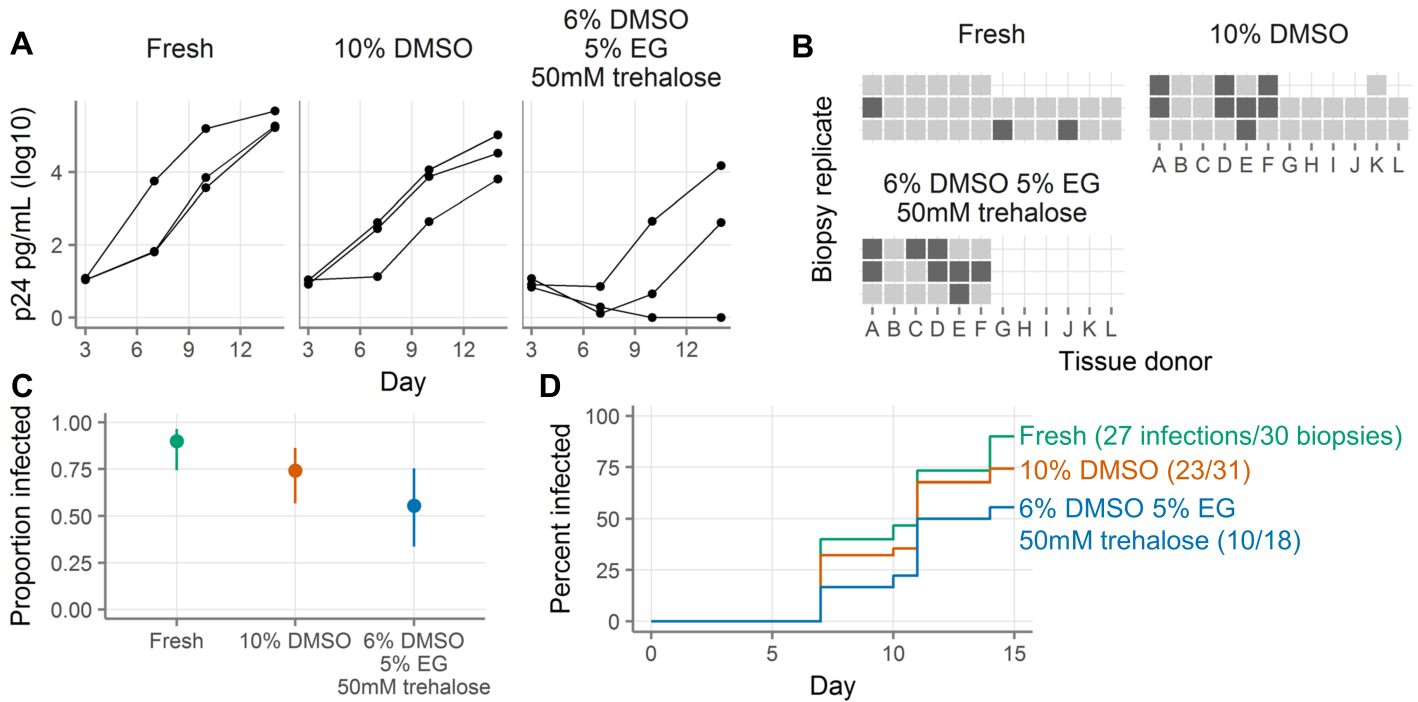 A
Fresh
10% DMSO
6% DMSO
5% EG
50mM trehalose
p24 pg/mL (log10)
4
2
0
3 6 9 12
3 6 9 12
3 6 9 12
Day
B
Fresh
10% DMSO
Biopsy replicate
A B C D E F G H I J K L
6% DMSO 5% EG
50mM trehalose
A B C D E F G H I J K L
Tissue donor
C
Proportion infected
1.00
0.75
0.50
0.25
0.00
Fresh
10% DMSO
6% DMSO
5% EG
50mM trehalose
D
Percent infected
100
75
50
25
0
0 5 10 15
Day
Fresh (27 infections/30 biopsies)
10% DMSO (23/31)
6% DMSO 5% EG
50mM trehalose (10/18)